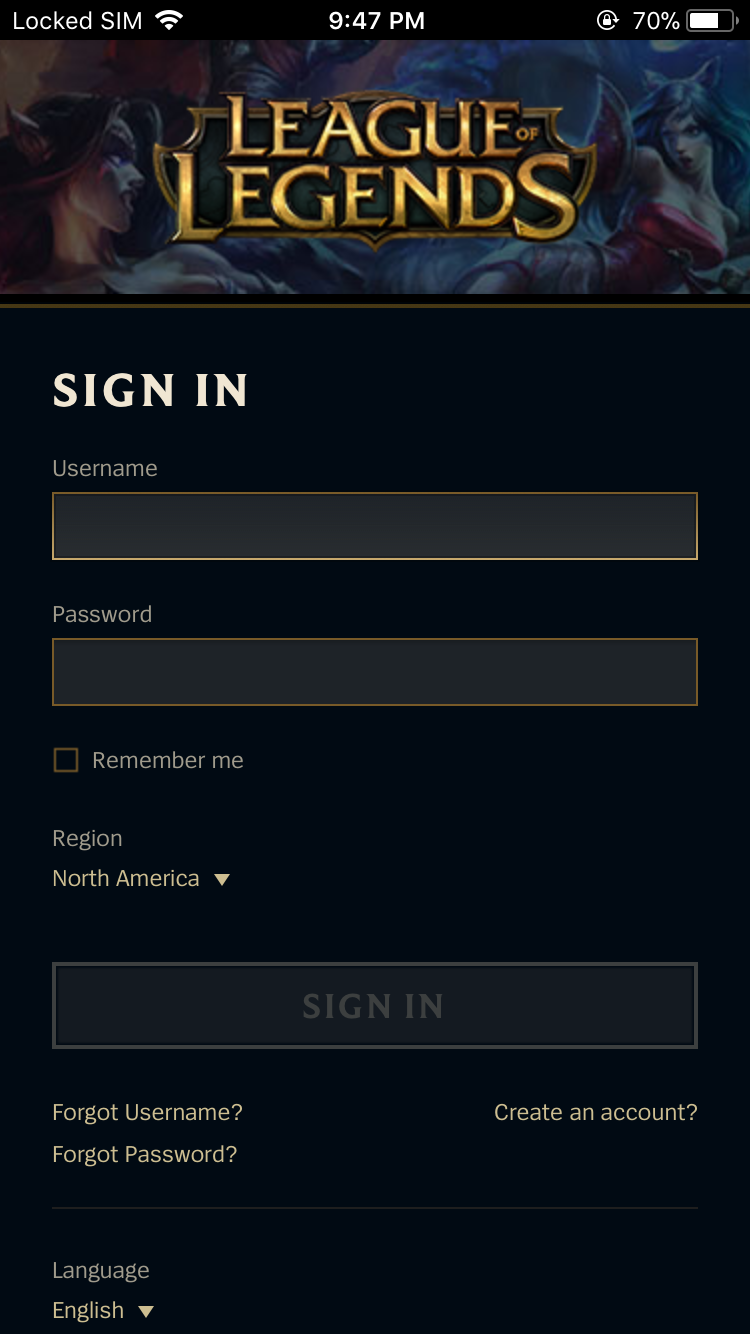 Locked SIM 9:47 PM 70%
LEAGUE OF
LEGENDS
SIGN IN
Username
Password
Remember me
Region
North America
SIGN IN
Forgot Username? Create an account?
Forgot Password?
Language
English